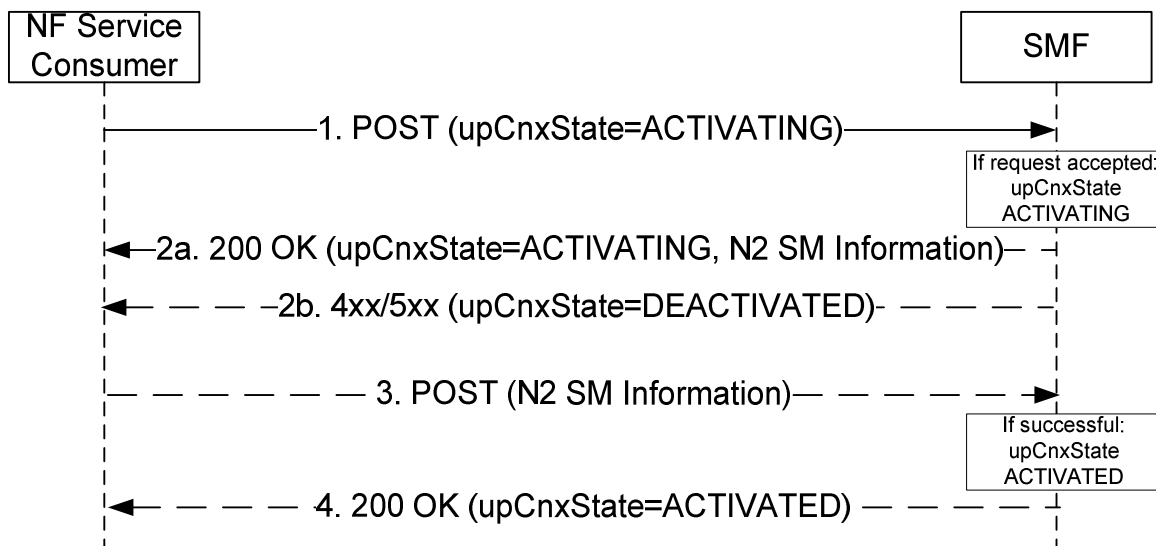 NF Service
Consumer
SMF
1. POST (upCnxState=ACTIVATING)
If request accepted:
upCnxState
ACTIVATING
2a. 200 OK (upCnxState=ACTIVATING, N2 SM Information)
2b. 4xx/5xx (upCnxState=DEACTIVATED)
3. POST (N2 SM Information)
If successful:
upCnxState
ACTIVATED
4. 200 OK (upCnxState=ACTIVATED)